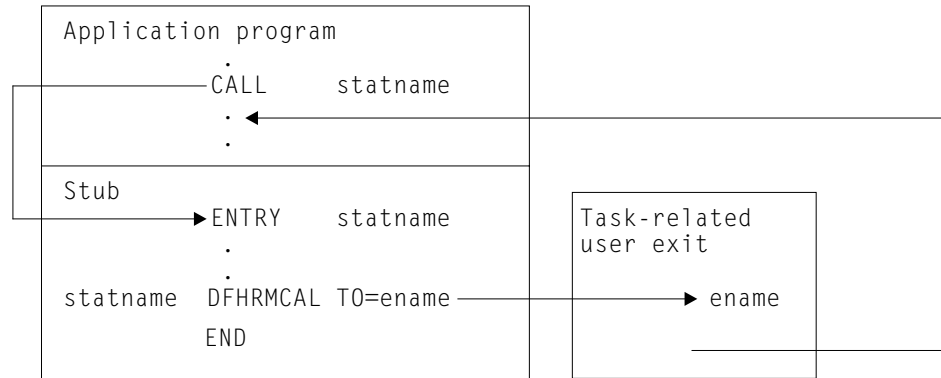 Application program
.
CALL statname
.
.
Stub
ENTRY statname
.
.
statname DFHRMCAL TO=ename
END
Task-related
user exit
ename